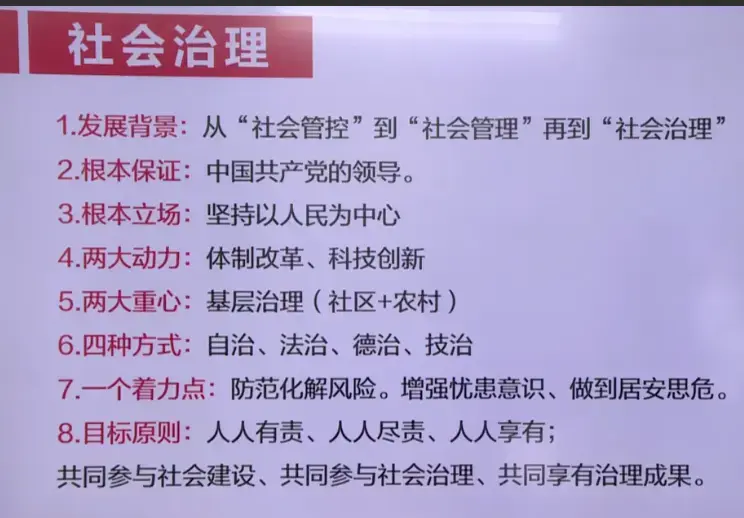 社会治理
1.发展背景：从“社会管控”到“社会管理”再到“社会治理”
2.根本保证：中国共产党的领导。
3.根本立场：坚持以人民为中心
4.两大动力：体制改革、科技创新
5.两大重心：基层治理（社区+农村）
6.四种方式：自治、法治、德治、技治
7.一个着力点：防范化解风险。增强忧患意识、做到居安思危。
8.目标原则：人人有责、人人尽责、人人享有；
共同参与社会建设、共同参与社会治理、共同享有治理成果。